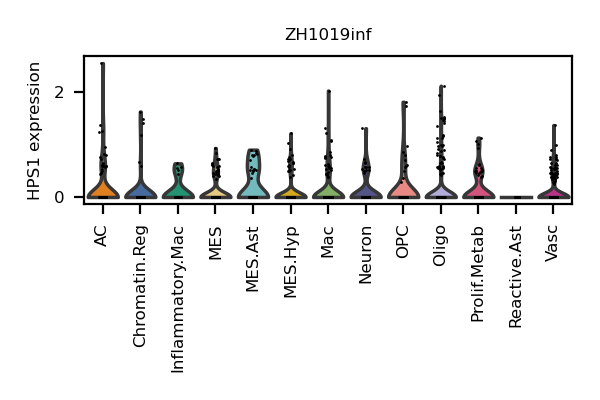 ZH1019inf
HPS1 expression
2
0
AC
Chromatin.Reg
Inflammatory.Mac
MES
MES.Ast
MES.Hyp
Mac
Neuron
OPC
Oligo
Prolif.Metab
Reactive.Ast
Vasc